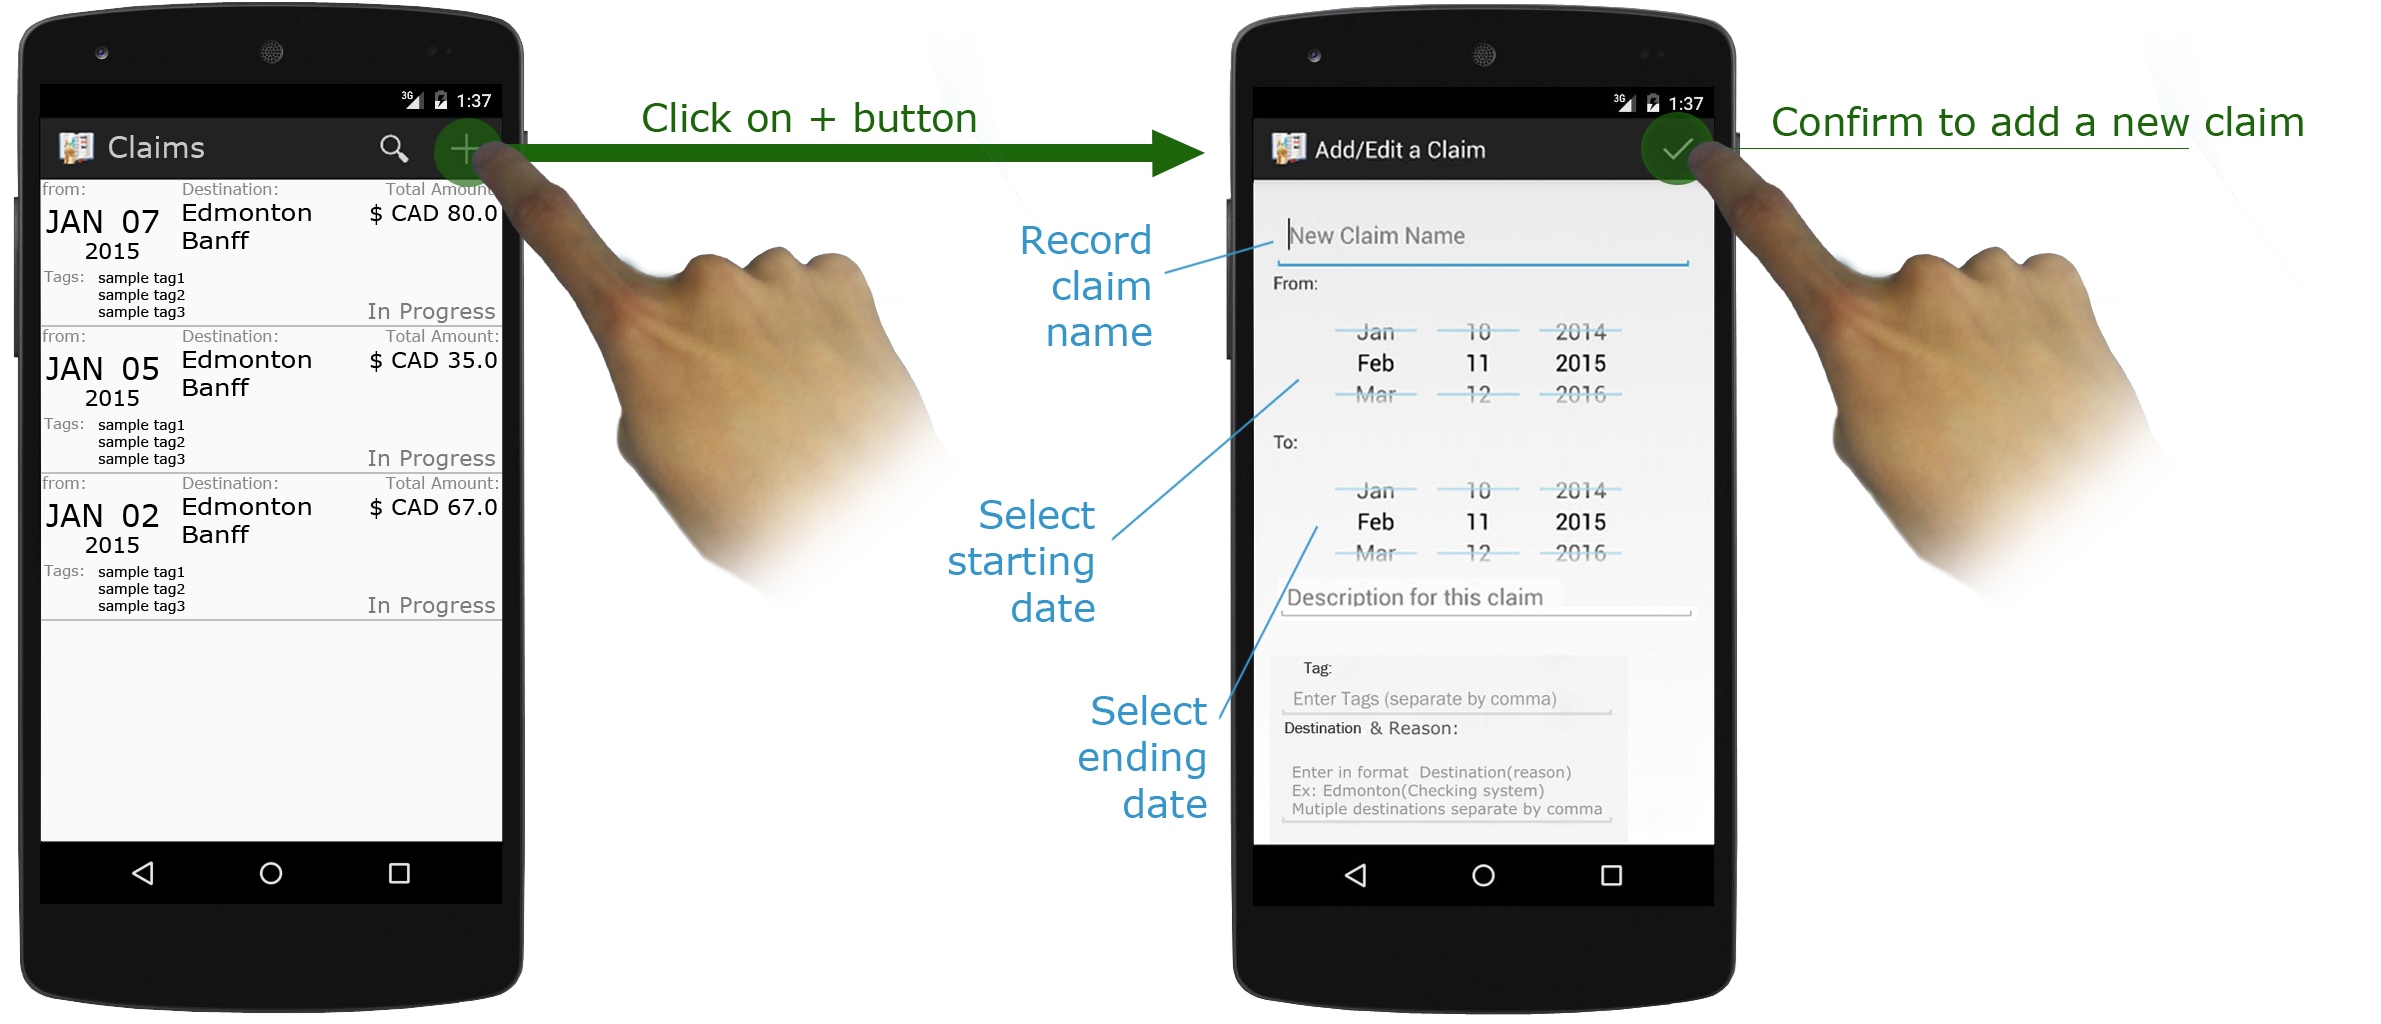 3G 1:37
Claims
from: Destination: Total Amount:
JAN 07 Edmonton $ CAD 80.0
2015 Banff
Tags: sample tag1
sample tag2
sample tag3 In Progress
from: Destination: Total Amount:
JAN 05 Edmonton $ CAD 35.0
2015 Banff
Tags: sample tag1
sample tag2
sample tag3 In Progress
from: Destination: Total Amount:
JAN 02 Edmonton $ CAD 67.0
2015 Banff
Tags: sample tag1
sample tag2
sample tag3 In Progress
Click on + button
Record
claim
name
Select
starting
date
Select
ending
date
3G 1:37
Add/Edit a Claim
New Claim Name
From:
Jan 10 2014
Feb 11 2015
Mar 12 2016
To:
Jan 10 2014
Feb 11 2015
Mar 12 2016
Description for this claim
Tag:
Enter Tags (separate by comma)
Destination & Reason:
Enter in format Destination(reason)
Ex: Edmonton(Checking system)
Mutiple destinations separate by comma
Confirm to add a new claim